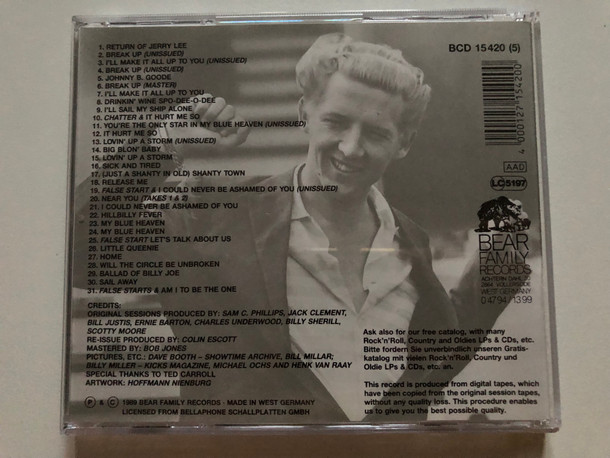 BCD 15420 (5)
1. RETURN OF JERRY LEE
2. BREAK UP (UNISSUED)
3. I'LL MAKE IT ALL UP TO YOU (UNISSUED)
4. BREAK UP (UNISSUED)
5. JOHNNY B. GOODE
6. BREAK UP (MASTER)
7. I'LL MAKE IT ALL UP TO YOU
8. DRINKIN' WINE SPO-DEE-O-DEE
9. I'LL SAIL MY SHIP ALONE
10. CHATTER & IT HURT ME SO
11. YOU'RE THE ONLY STAR IN MY BLUE HEAVEN (UNISSUED)
12. IT HURT ME SO
13. LOVIN' UP A STORM (UNISSUED)
14. BIG BLON' BABY
15. LOVIN' UP A STORM
16. SICK AND TIRED
17. (JUST A SHANTY IN OLD) SHANTY TOWN
18. RELEASE ME
19. FALSE START & I COULD NEVER BE ASHAMED OF YOU (UNISSUED)
20. NEAR YOU (TAKES 1 & 2)
21. I COULD NEVER BE ASHAMED OF YOU
22. HILLBILLY FEVER
23. MY BLUE HEAVEN
24. MY BLUE HEAVEN
25. FALSE START LET'S TALK ABOUT US
26. LITTLE QUEENIE
27. HOME
28. WILL THE CIRCLE BE UNBROKEN
29. BALLAD OF BILLY JOE
30. SAIL AWAY
31. FALSE STARTS & AM I TO BE THE ONE
CREDITS:
ORIGINAL SESSIONS PRODUCED BY: SAM C. PHILLIPS, JACK CLEMENT,
BILL JUSTIS, ERNIE BARTON, CHARLES UNDERWOOD, BILLY SHERILL,
SCOTTY MOORE
RE-ISSUE PRODUCED BY: COLIN ESCOTT
MASTERED BY: BOB JONES
PICTURES, ETC.: DAVE BOOTH – SHOWTIME ARCHIVE, BILL MILLAR;
BILLY MILLER – KICKS MAGAZINE, MICHAEL OCHS AND HENK VAN RAAY
SPECIAL THANKS TO TED CARROLL
ARTWORK: HOFFMANN NIENBURG
Ⓟ & Ⓒ 1989 BEAR FAMILY RECORDS · MADE IN WEST GERMANY
LICENSED FROM BELLAPHONE SCHALLPLATTEN GMBH
4 000127 154200
AAD
LC 5197
BEAR
FAMILY
RECORDS
WEST GERMANY
0 47 94 / 13 99
Ask also for our free catalog, with many
Rock'n'Roll, Country and Oldies LPs & CDs, etc.
Bitte fordern Sie unverbindlich unseren Gratis-
katalog mit vielen Rock'n'Roll, Country und
Oldie LPs & CDs, etc. an.
This record is produced from digital tapes, which
have been copied from the original session tapes,
without any quality loss. This procedure enables
us to give you the best possible quality.